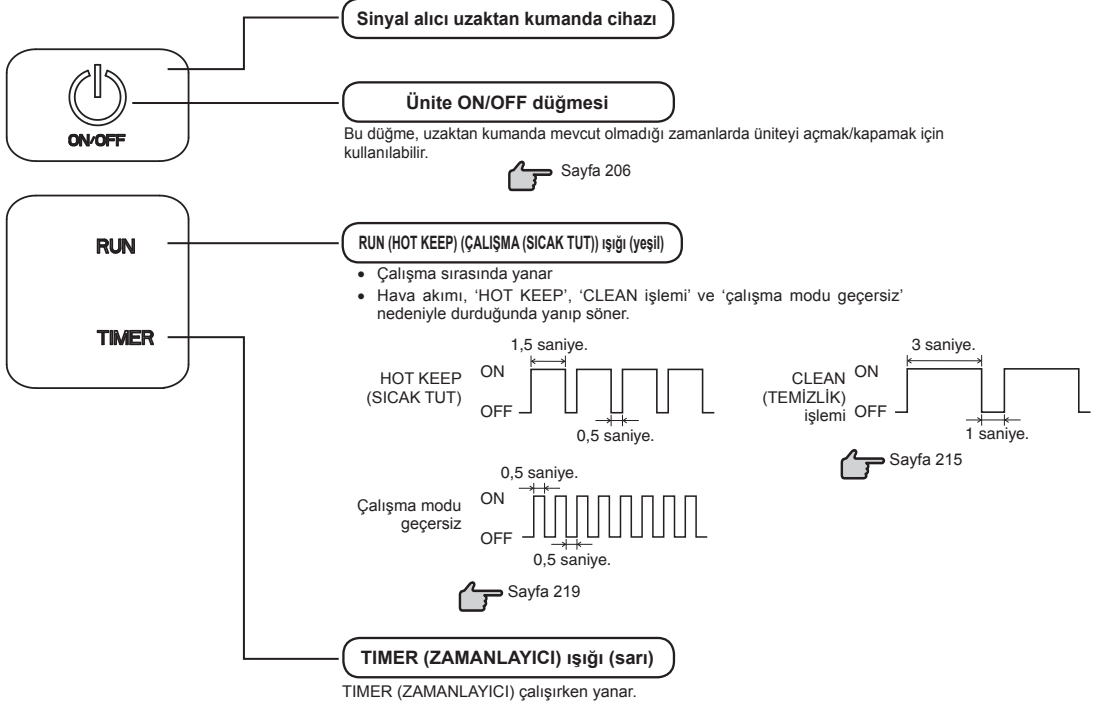 Sinyal alıcı uzaktan kumanda cihazı
ON/OFF
Ünite ON/OFF düğmesi
Bu düğme, uzaktan kumanda mevcut olmadığı zamanlarda üniteyi açmak/kapamak için
kullanılabilir.
Sayfa 206
RUN
TIMER
RUN (HOT KEEP) (ÇALIŞMA (SICAK TUT)) ışığı (yeşil)
• Çalışma sırasında yanar
• Hava akımı, ‘HOT KEEP’, ‘CLEAN işlemi’ ve ‘çalışma modu geçersiz’
nedeniyle durduğunda yanıp söner.
HOT KEEP
(SICAK TUT)
1,5 saniye.
ON
OFF
0,5 saniye.
CLEAN
(TEMİZLİK)
işlemi
3 saniye.
ON
OFF
1 saniye.
Sayfa 215
Çalışma modu
geçersiz
0,5 saniye.
ON
OFF
0,5 saniye.
Sayfa 219
TIMER (ZAMANLAYICI) ışığı (sarı)
TIMER (ZAMANLAYICI) çalışırken yanar.